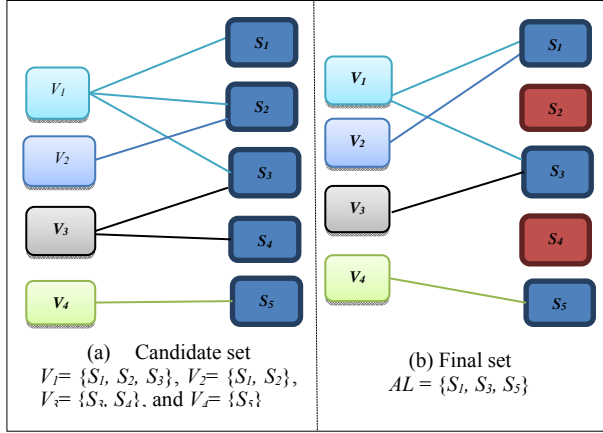 V1
V2
V3
V4
S1
S2
S3
S4
S5
(a) Candidate set
V1= {S1, S2, S3}, V2= {S1, S2},
V3= {S3, S4}, and V4= {S5}
V1
V2
V3
V4
S1
S2
S3
S4
S5
(b) Final set
AL = {S1, S3, S5}